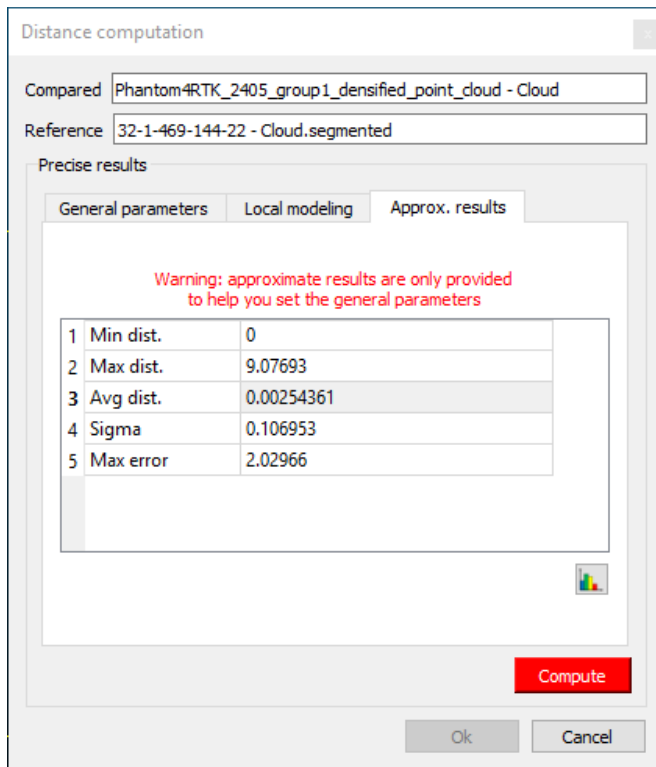 Distance computation
x
Compared Phantom4RTK_2405_group1_densified_point_cloud - Cloud
Reference 32-1-469-144-22 - Cloud.segmented
Precise results
General parameters Local modeling Approx. results
Warning: approximate results are only provided
to help you set the general parameters
1 Min dist. 0
2 Max dist. 9.07693
3 Avg dist. 0.00254361
4 Sigma 0.106953
5 Max error 2.02966
Compute
Ok Cancel